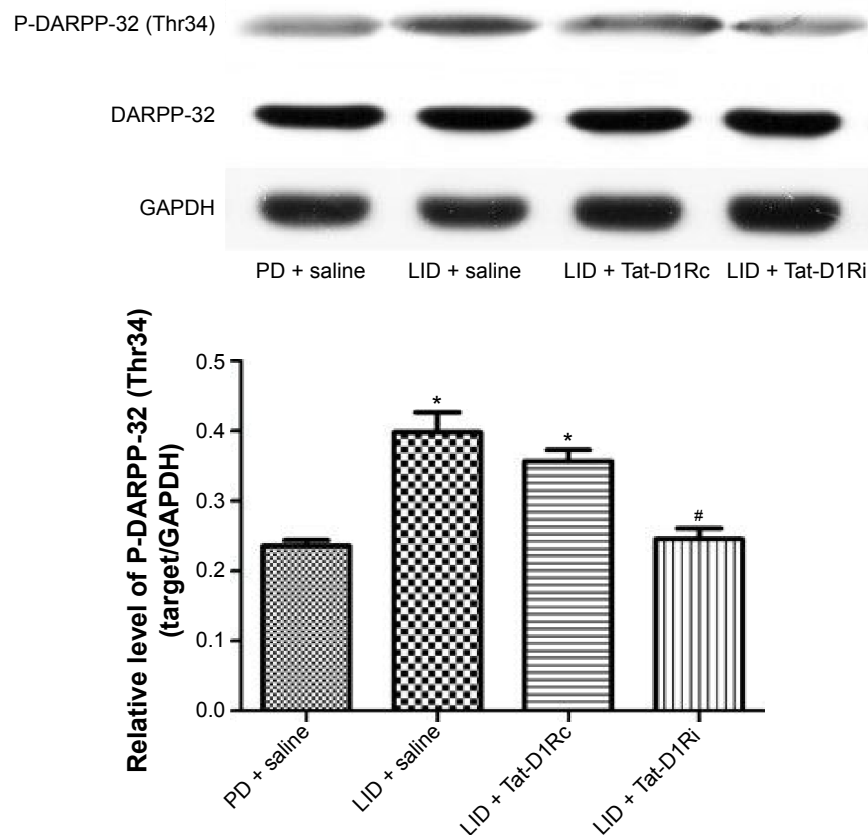 P-DARPP-32 (Thr34)
DARPP-32
GAPDH
PD + saline LID + saline LID + Tat-D1Rc LID + Tat-D1Ri
Relative level of P-DARPP-32 (Thr34)
(target/GAPDH)
0.5
0.4
0.3
0.2
0.1
0.0
*
*
#
PD + saline
LID + saline
LID + Tat-D1Rc
LID + Tat-D1Ri